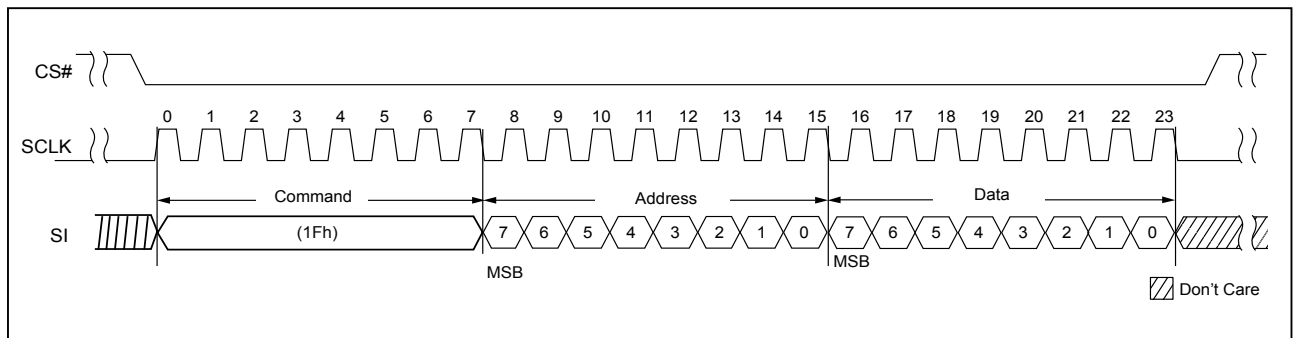 CS#
0 1 2 3 4 5 6 7 8 9 10 11 12 13 14 15 16 17 18 19 20 21 22 23
SCLK
Command Address Data
SI (1Fh) 7 6 5 4 3 2 1 0 7 6 5 4 3 2 1 0
MSB MSB
Don't Care